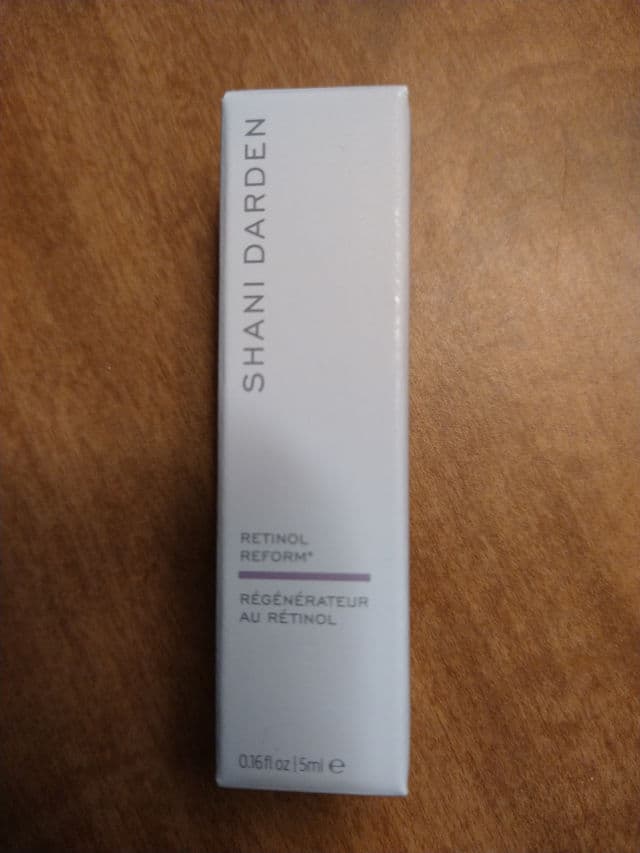 SHANI DARDEN
RETINOL
REFORM®
RÉGÉNÉRATEUR
AU RÉTINOL
0.16 fl oz | 5ml ℮